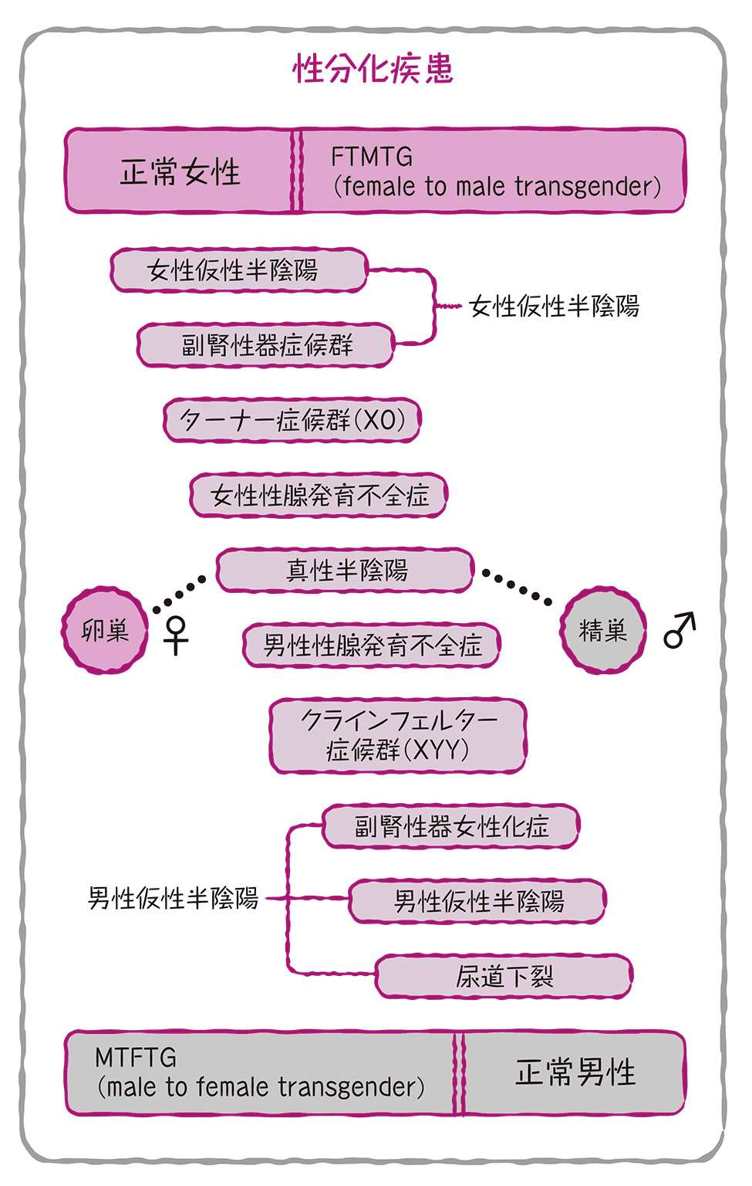 性分化疾患
正常女性
FTMTG
(female to male transgender)
女性仮性半陰陽
女性仮性半陰陽
副腎性器症候群
ターナー症候群(XO)
女性性腺発育不全症
真性半陰陽
卵巣
♀
精巣
♂
男性性腺発育不全症
クラインフェルター
症候群(XYY)
副腎性器女性化症
男性仮性半陰陽
男性仮性半陰陽
尿道下裂
MTFTG
(male to female transgender)
正常男性